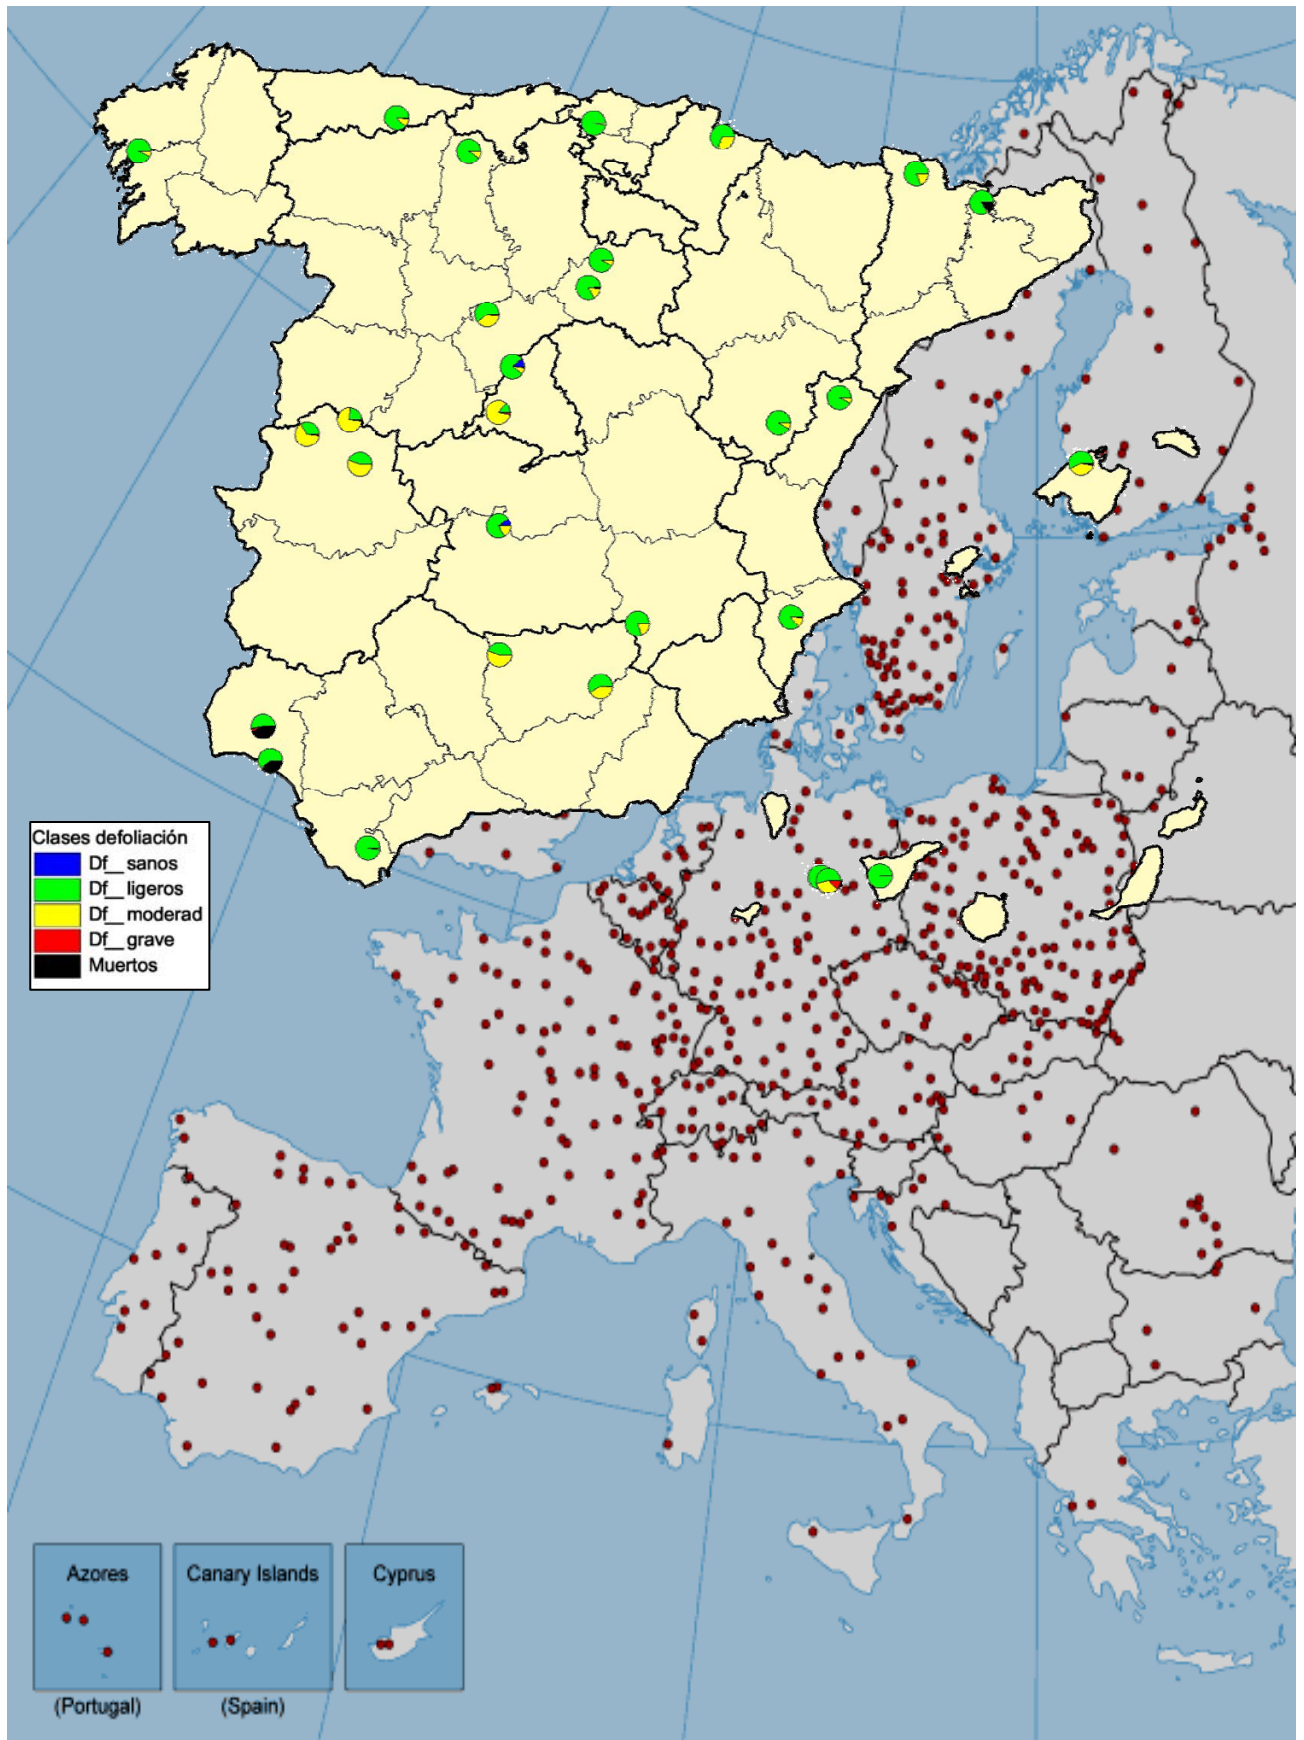 Clases defoliación
Df__sanos
Df__ligeros
Df__moderad
Df__grave
Muertos
Azores
Canary Islands
Cyprus
(Portugal)
(Spain)